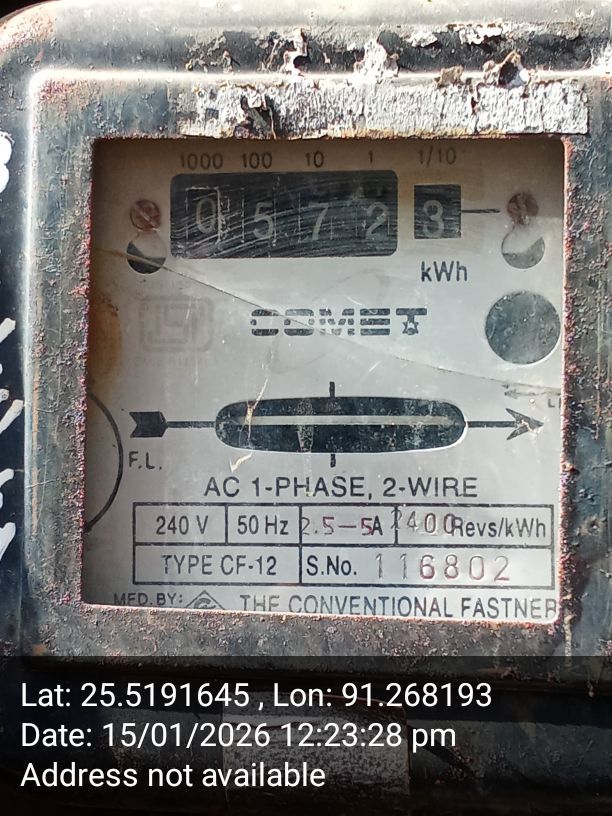 1000 100 10 1 1/10
0 5 7 2 3
kWh
COMET
F.L.
AC 1-PHASE, 2-WIRE
240 V 50 Hz 2.5-5A 2400 Revs/kWh
TYPE CF-12 S.No. 116802
MFD.BY: THE CONVENTIONAL FASTNER
Lat: 25.5191645 , Lon: 91.268193
Date: 15/01/2026 12:23:28 pm
Address not available